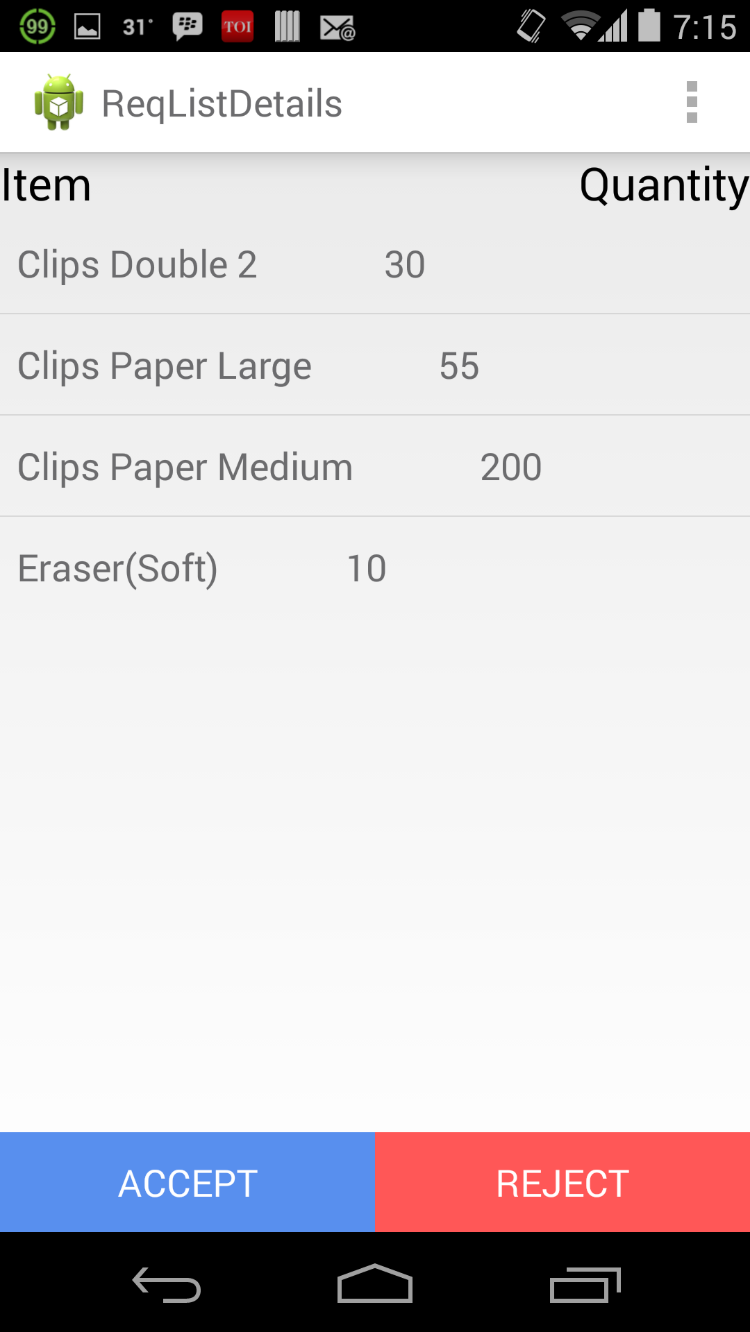 99 31° TOI @ 7:15
ReqListDetails
Item Quantity
Clips Double 2 30
Clips Paper Large 55
Clips Paper Medium 200
Eraser(Soft) 10
ACCEPT REJECT